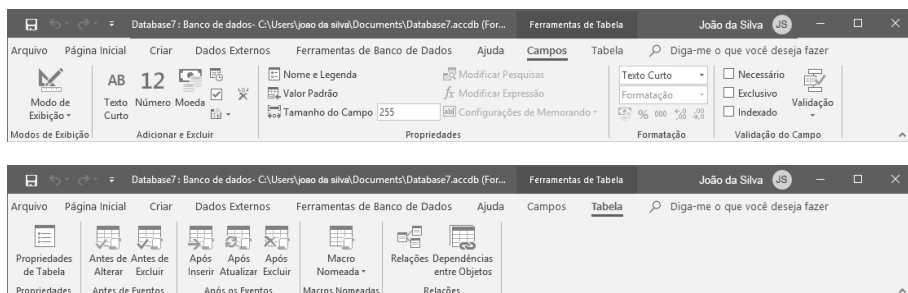 Database7 : Banco de dados- C:\Users\joao da silva\Documents\Database7.accdb (For... Ferramentas de Tabela João da Silva JS
Arquivo Página Inicial Criar Dados Externos Ferramentas de Banco de Dados Ajuda Campos Tabela Diga-me o que você deseja fazer
Modo de Exibição
AB Texto Curto
12 Número
Moeda
Nome e Legenda
Valor Padrão
Tamanho do Campo 255
Modificar Pesquisas
fx Modificar Expressão
ab Configurações de Memorando
Texto Curto
Formatação
% 000
Necessário
Exclusivo
Indexado
Validação
Modos de Exibição Adicionar e Excluir Propriedades Formatação Validação do Campo
Database7 : Banco de dados- C:\Users\joao da silva\Documents\Database7.accdb (For... Ferramentas de Tabela João da Silva JS
Arquivo Página Inicial Criar Dados Externos Ferramentas de Banco de Dados Ajuda Campos Tabela Diga-me o que você deseja fazer
Propriedades Antes de Antes de Após Após Após Macro Relações Dependências
de Tabela Alterar Excluir Inserir Atualizar Excluir Nomeada entre Objetos
Propriedades Antes de Eventos Após os Eventos Macros Nomeadas Relações